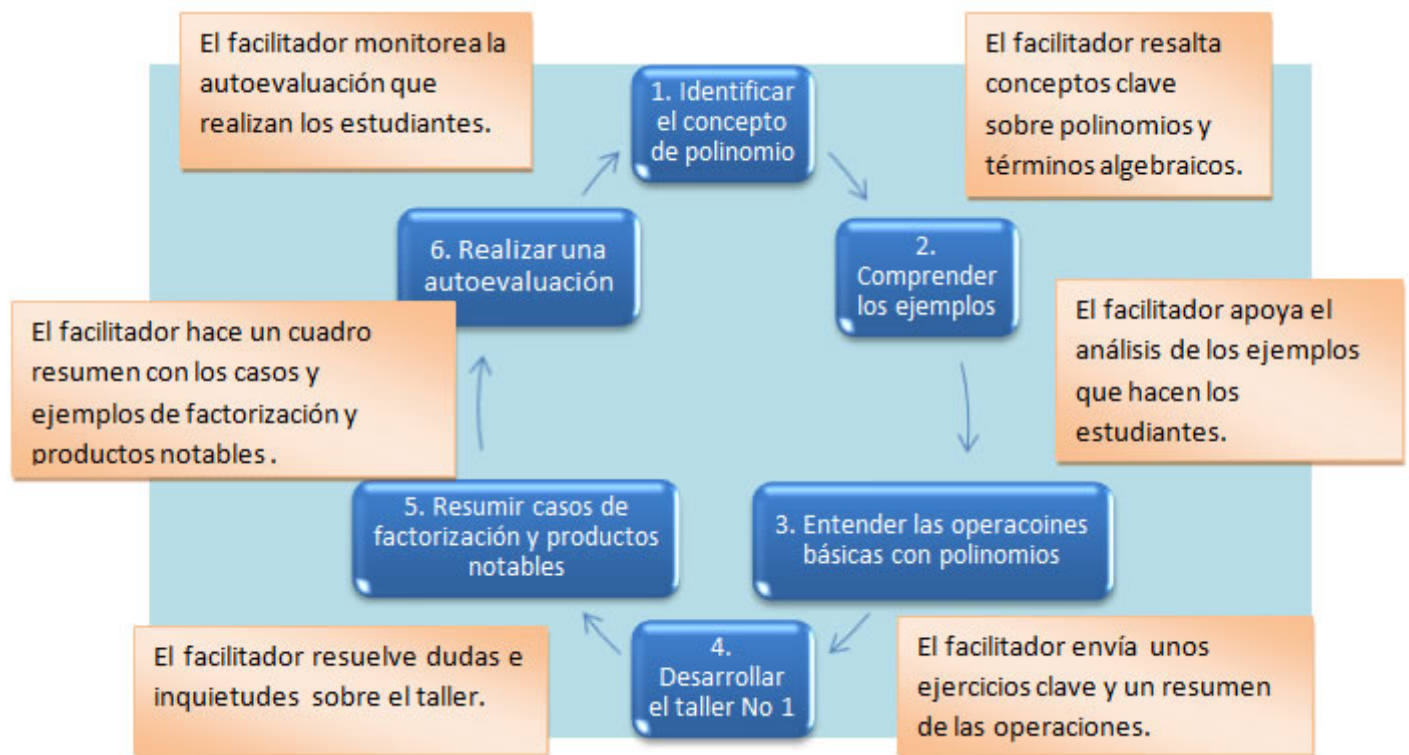 El facilitador monitorea la
autoevaluación que
realizan los estudiantes.
1. Identificar
el concepto
de polinomio
El facilitador resalta
conceptos clave
sobre polinomios y
términos algebraicos.
6. Realizar una
autoevaluación
2.
Comprender
los ejemplos
El facilitador hace un cuadro
resumen con los casos y
ejemplos de factorización y
productos notables .
El facilitador apoya el
análisis de los ejemplos
que hacen los
estudiantes.
5. Resumir casos de
factorización y productos
notables
3. Entender las operacoines
básicas con polinomios
El facilitador resuelve dudas e
inquietudes sobre el taller.
4.
Desarrollar
el taller No 1
El facilitador envía unos
ejercicios clave y un resumen
de las operaciones.